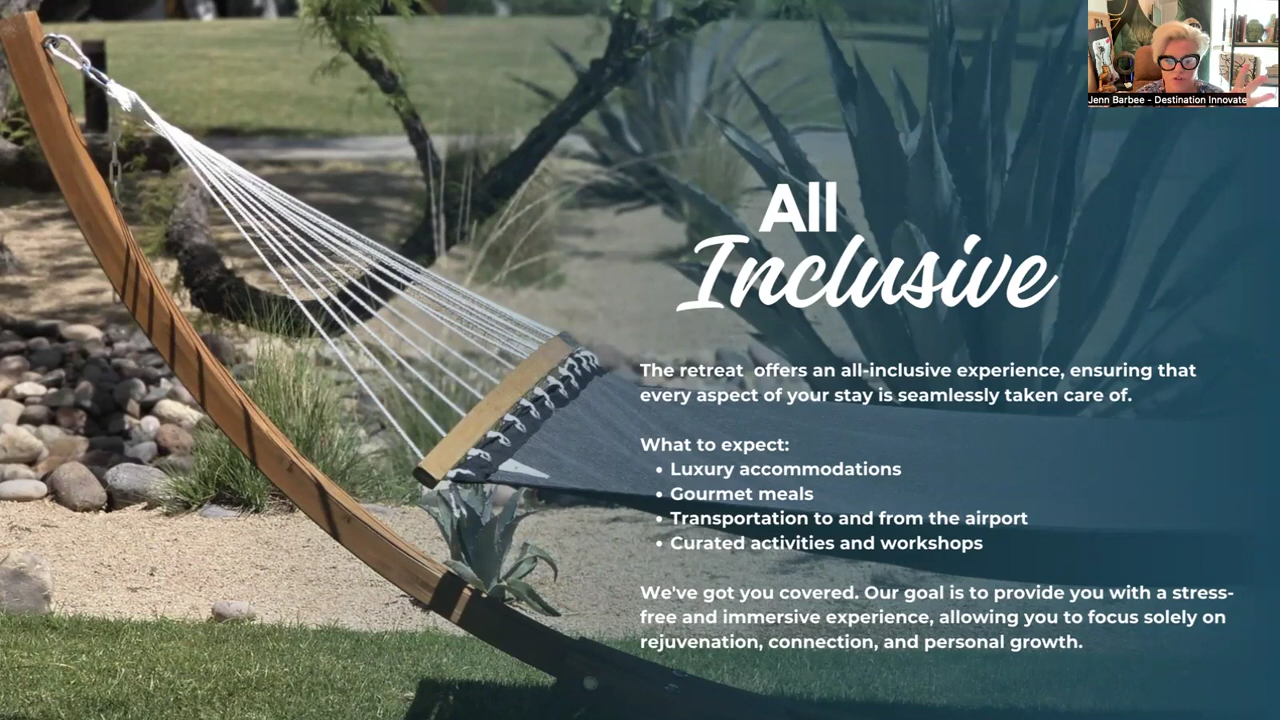 Jenn Barbee - Destination Innovate
All
Inclusive
The retreat  offers an all-inclusive experience, ensuring that
every aspect of your stay is seamlessly taken care of.
What to expect:
• Luxury accommodations
• Gourmet meals
• Transportation to and from the airport
• Curated activities and workshops
We've got you covered. Our goal is to provide you with a stress-
free and immersive experience, allowing you to focus solely on
rejuvenation, connection, and personal growth.